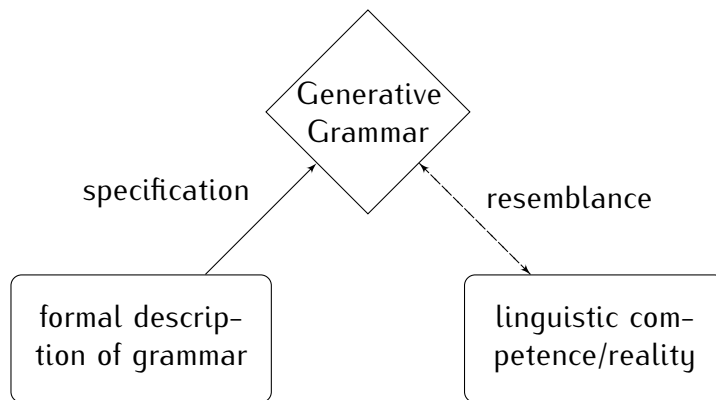 Generative
Grammar
specification
resemblance
formal descrip-
tion of grammar
linguistic com-
petence/reality